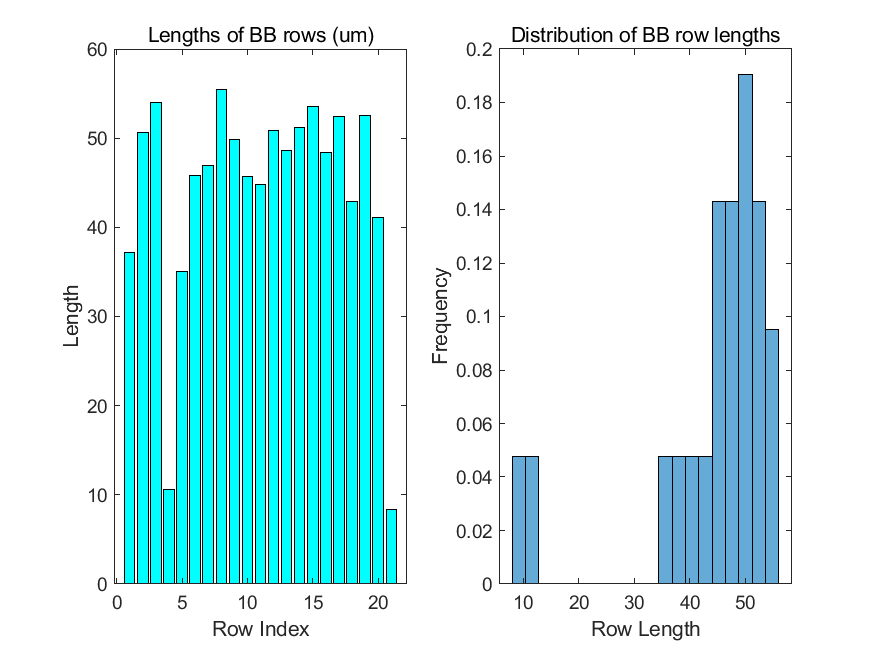 Lengths of BB rows (um)
60
50
40
30
20
10
0
Length
0 5 10 15 20
Row Index
Distribution of BB row lengths
0.2
0.18
0.16
0.14
0.12
0.1
0.08
0.06
0.04
0.02
0
Frequency
10 20 30 40 50
Row Length